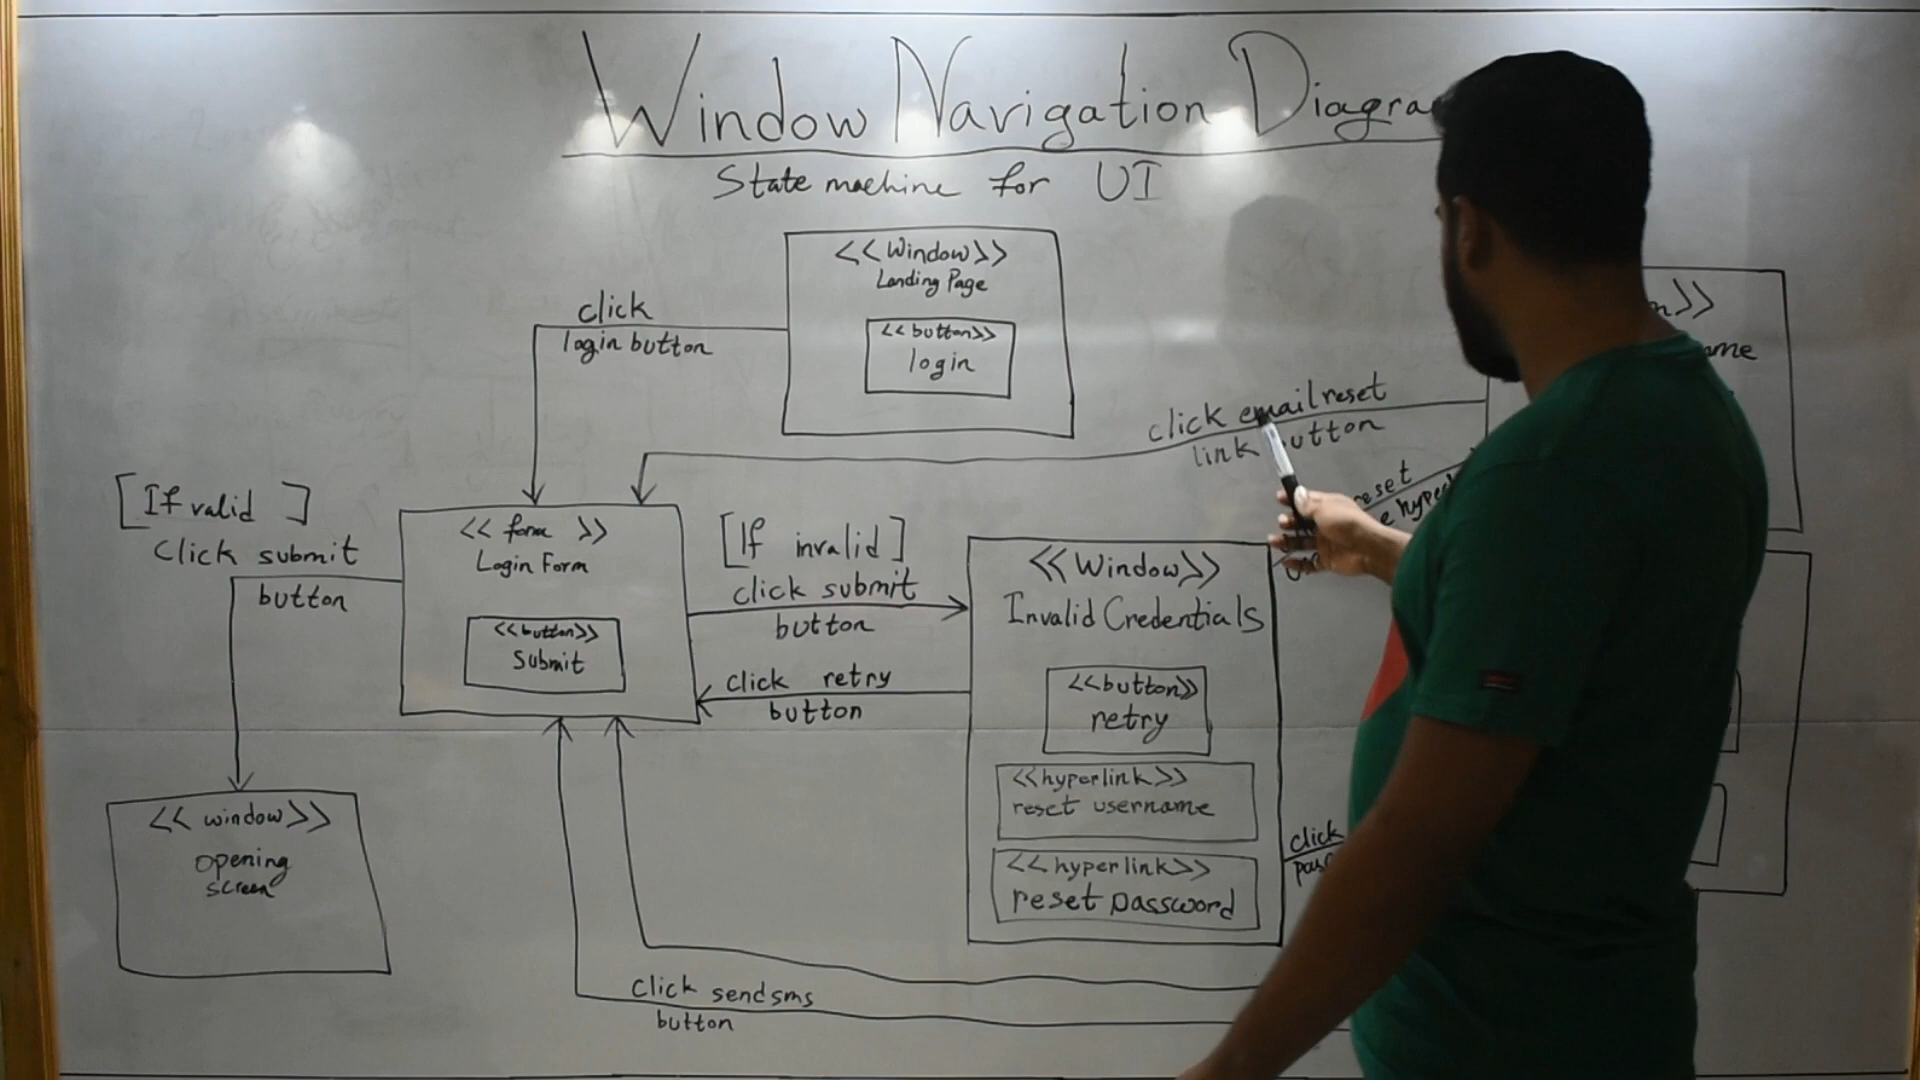 Window Navigation
State machine for UI
<<Window>>
Landing Page
<<button>>
login
click
login button
click email reset
link button
[If valid]
Click submit
button
<< form >>
Login Form
<<button>>
Submit
[If invalid]
click submit
button
click retry
button
<<Window>>
Invalid Credentials
<<button>>
retry
<<hyperlink>>
reset username
<<hyperlink>>
reset password
click
<< window>>
opening
screen
Click send sms
button